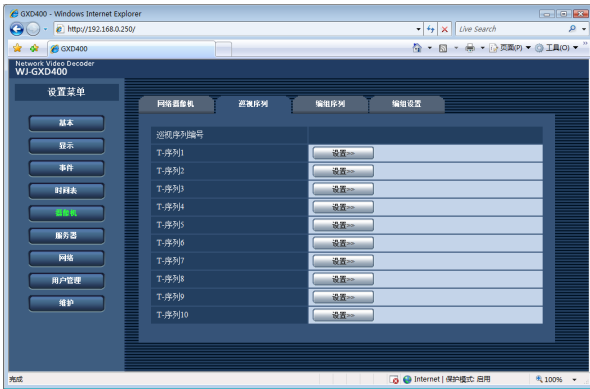 GXD400 - Windows Internet Explorer
http://192.168.0.250/
Live Search
GXD400
页面(P)
工具(O)
Network Video Decoder
WJ-GXD400
设置菜单
基本
显示
事件
时间表
摄像机
服务器
网络
用户管理
维护
网络摄像机 巡视序列 编组序列 编组设置
巡视序列编号
T-序列1 设置>>
T-序列2 设置>>
T-序列3 设置>>
T-序列4 设置>>
T-序列5 设置>>
T-序列6 设置>>
T-序列7 设置>>
T-序列8 设置>>
T-序列9 设置>>
T-序列10 设置>>
完成
Internet | 保护模式: 启用
100%